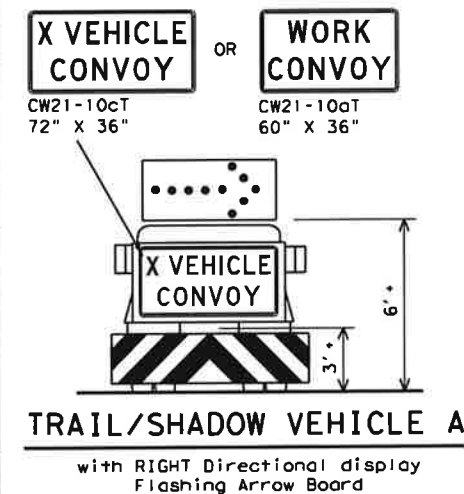 X VEHICLE
CONVOY
OR
WORK
CONVOY
CW21-10cT
72" X 36"
CW21-10aT
60" X 36"
X VEHICLE
CONVOY
6' +
3' +
TRAIL/SHADOW VEHICLE A
with RIGHT Directional display
Flashing Arrow Board